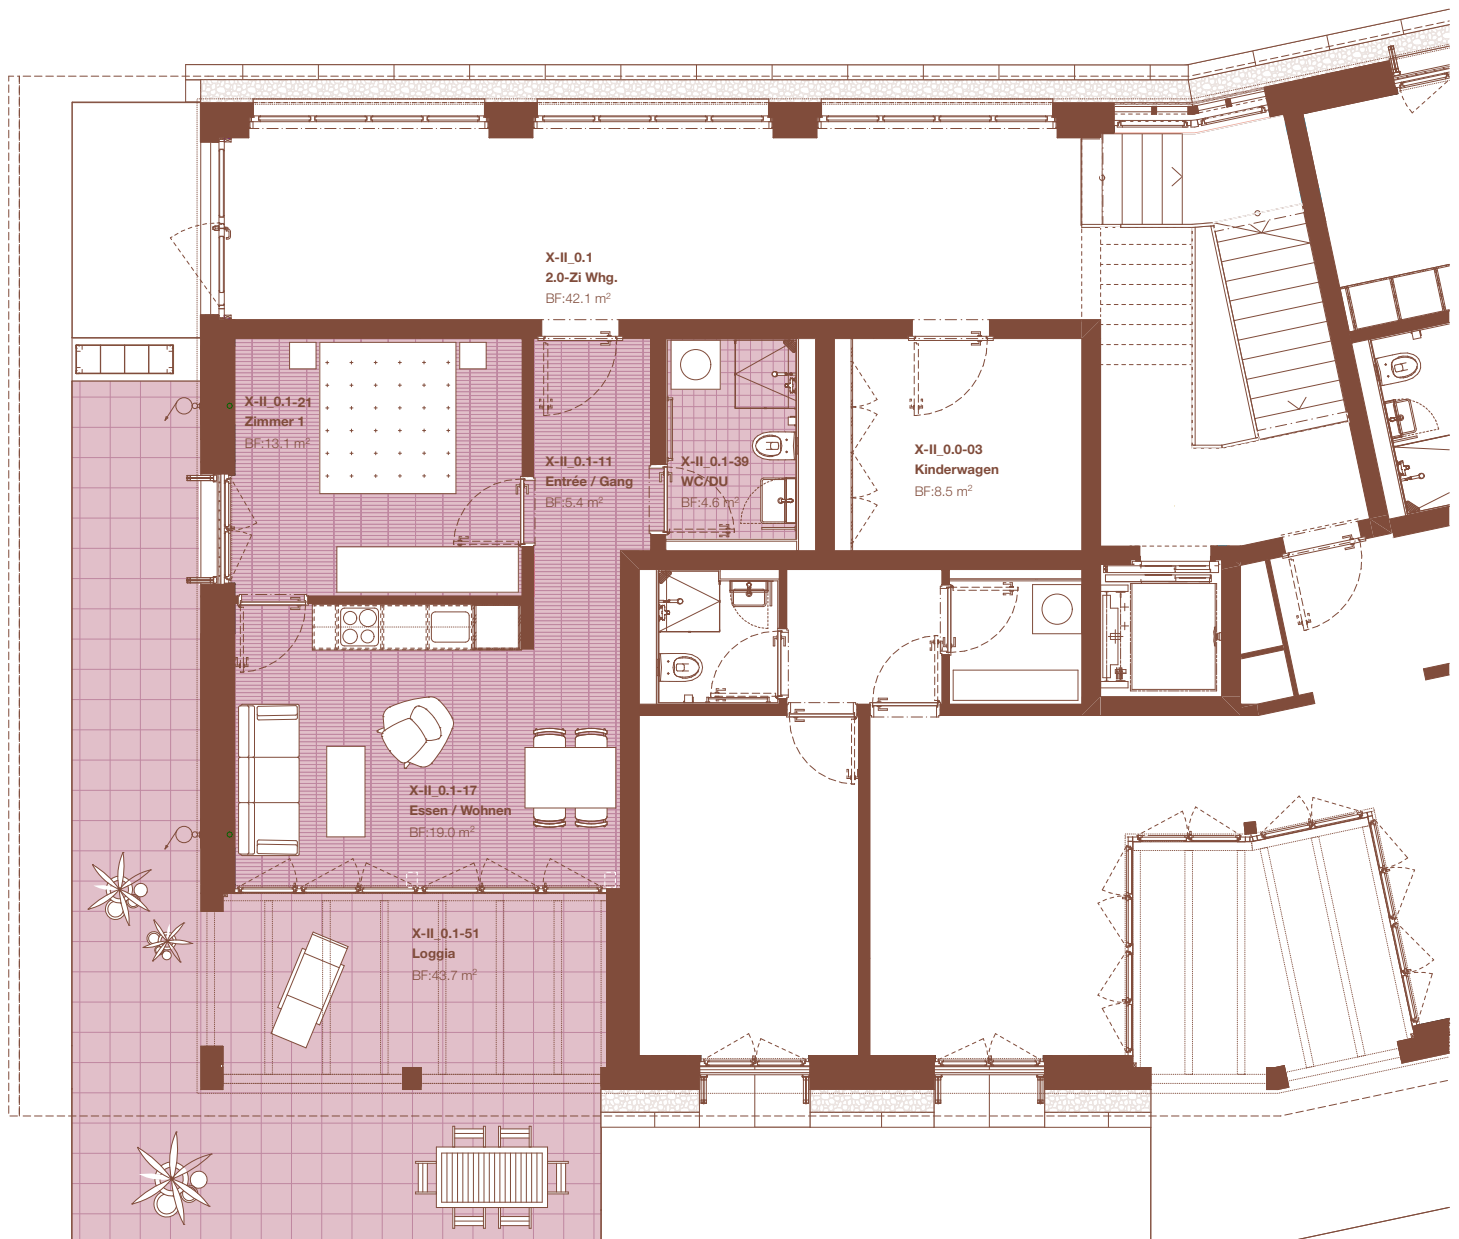 X-II_0.1
2.0-Zi Whg.
BF:42.1 m²
X-II_0.1-21
Zimmer 1
BF:13.1 m²
X-II_0.1-11
Entrée / Gang
BF:5.4 m²
X-II_0.1-39
WC/DU
BF:4.6 m²
X-II_0.0-03
Kinderwagen
BF:8.5 m²
X-II_0.1-17
Essen / Wohnen
BF:19.0 m²
X-II_0.1-51
Loggia
BF:43.7 m²